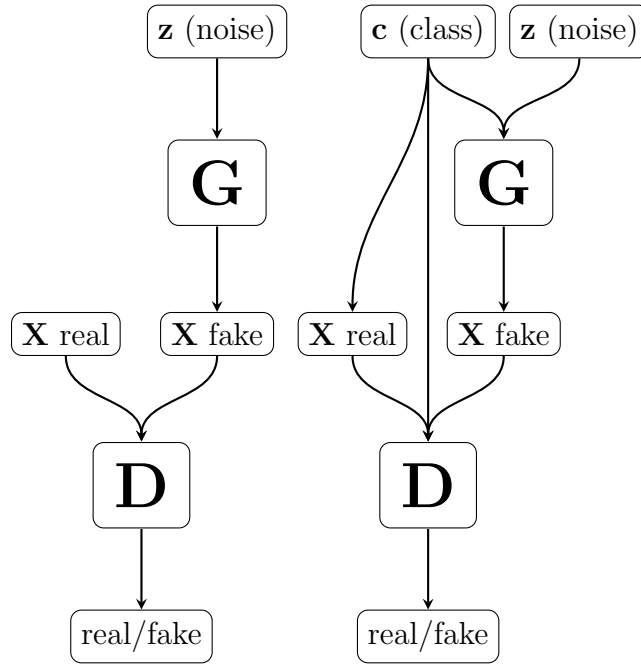 z (noise)
c (class)
z (noise)
G
G
X real
X fake
X real
X fake
D
D
real/fake
real/fake